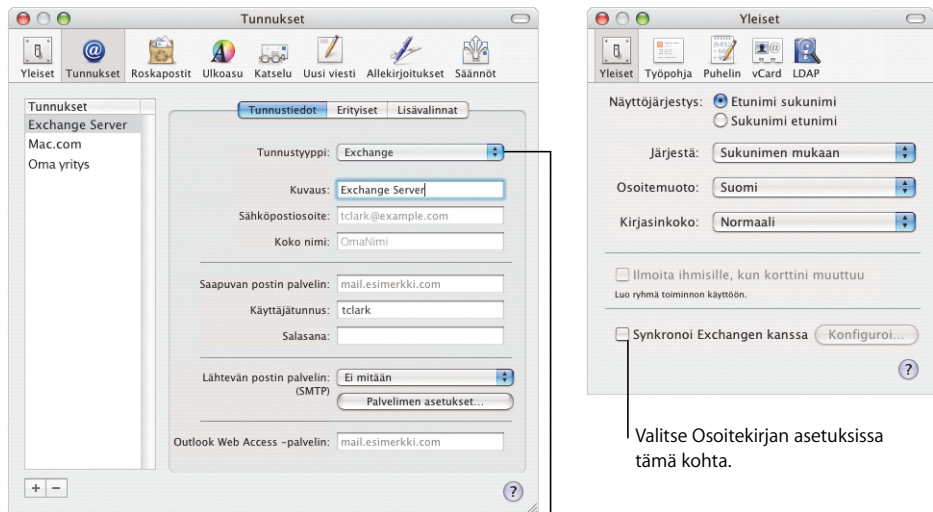 Tunnukset
Yleiset Tunnukset Roskapostit Ulkoasu Katselu Uusi viesti Allekirjoitukset Säännöt
Tunnukset
Exchange Server
Mac.com
Oma yritys
Tunnustiedot Erityiset Lisävalinnat
Tunnustyyppi: Exchange
Kuvaus: Exchange Server
Sähköpostiosoite: tclark@example.com
Koko nimi: OmaNimi
Saapuvan postin palvelin: mail.esimerkki.com
Käyttäjätunnus: tclark
Salasana:
Lähtevän postin palvelin: Ei mitään
(SMTP)
Palvelimen asetukset...
Outlook Web Access -palvelin: mail.esimerkki.com
+ -
?
Yleiset
Yleiset Työpohja Puhelin vCard LDAP
Näyttöjärjestys: Etunimi sukunimi
Sukunimi etunimi
Järjestä: Sukunimen mukaan
Osoitemuoto: Suomi
Kirjasinkoko: Normaali
Ilmoita ihmisille, kun korttini muuttuu
Luo ryhmä toiminnon käyttöön.
Synkronoi Exchangen kanssa Konfiguroi...
?
Valitse Osoitekirjan asetuksissa
tämä kohta.